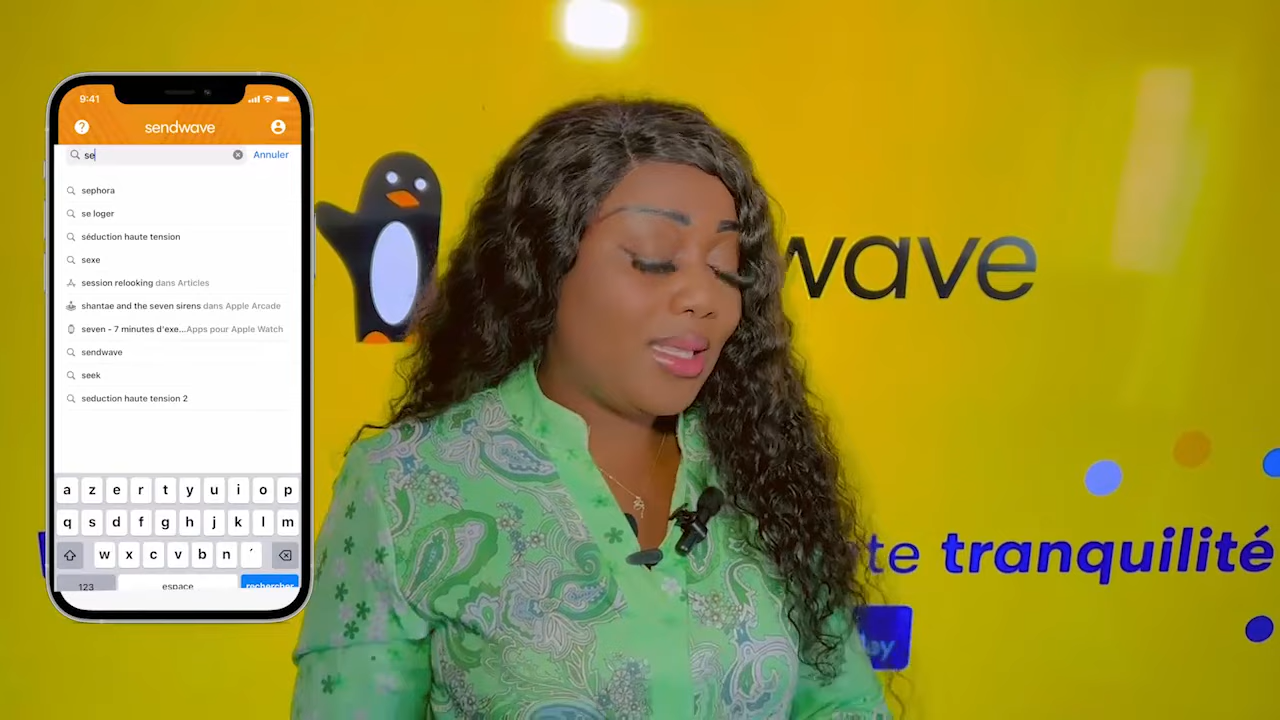 9:41
sendwave
se
Annuler
sephora
se loger
séduction haute tension
sexe
session relooking dans Articles
shantae and the seven sirens dans Apple Arcade
seven - 7 minutes d'exe...Apps pour Apple Watch
sendwave
seek
seduction haute tension 2
a z e r t y u i o p
q s d f g h j k l m
w x c v b n ´
123 espace rechercher
wave
te tranquilité